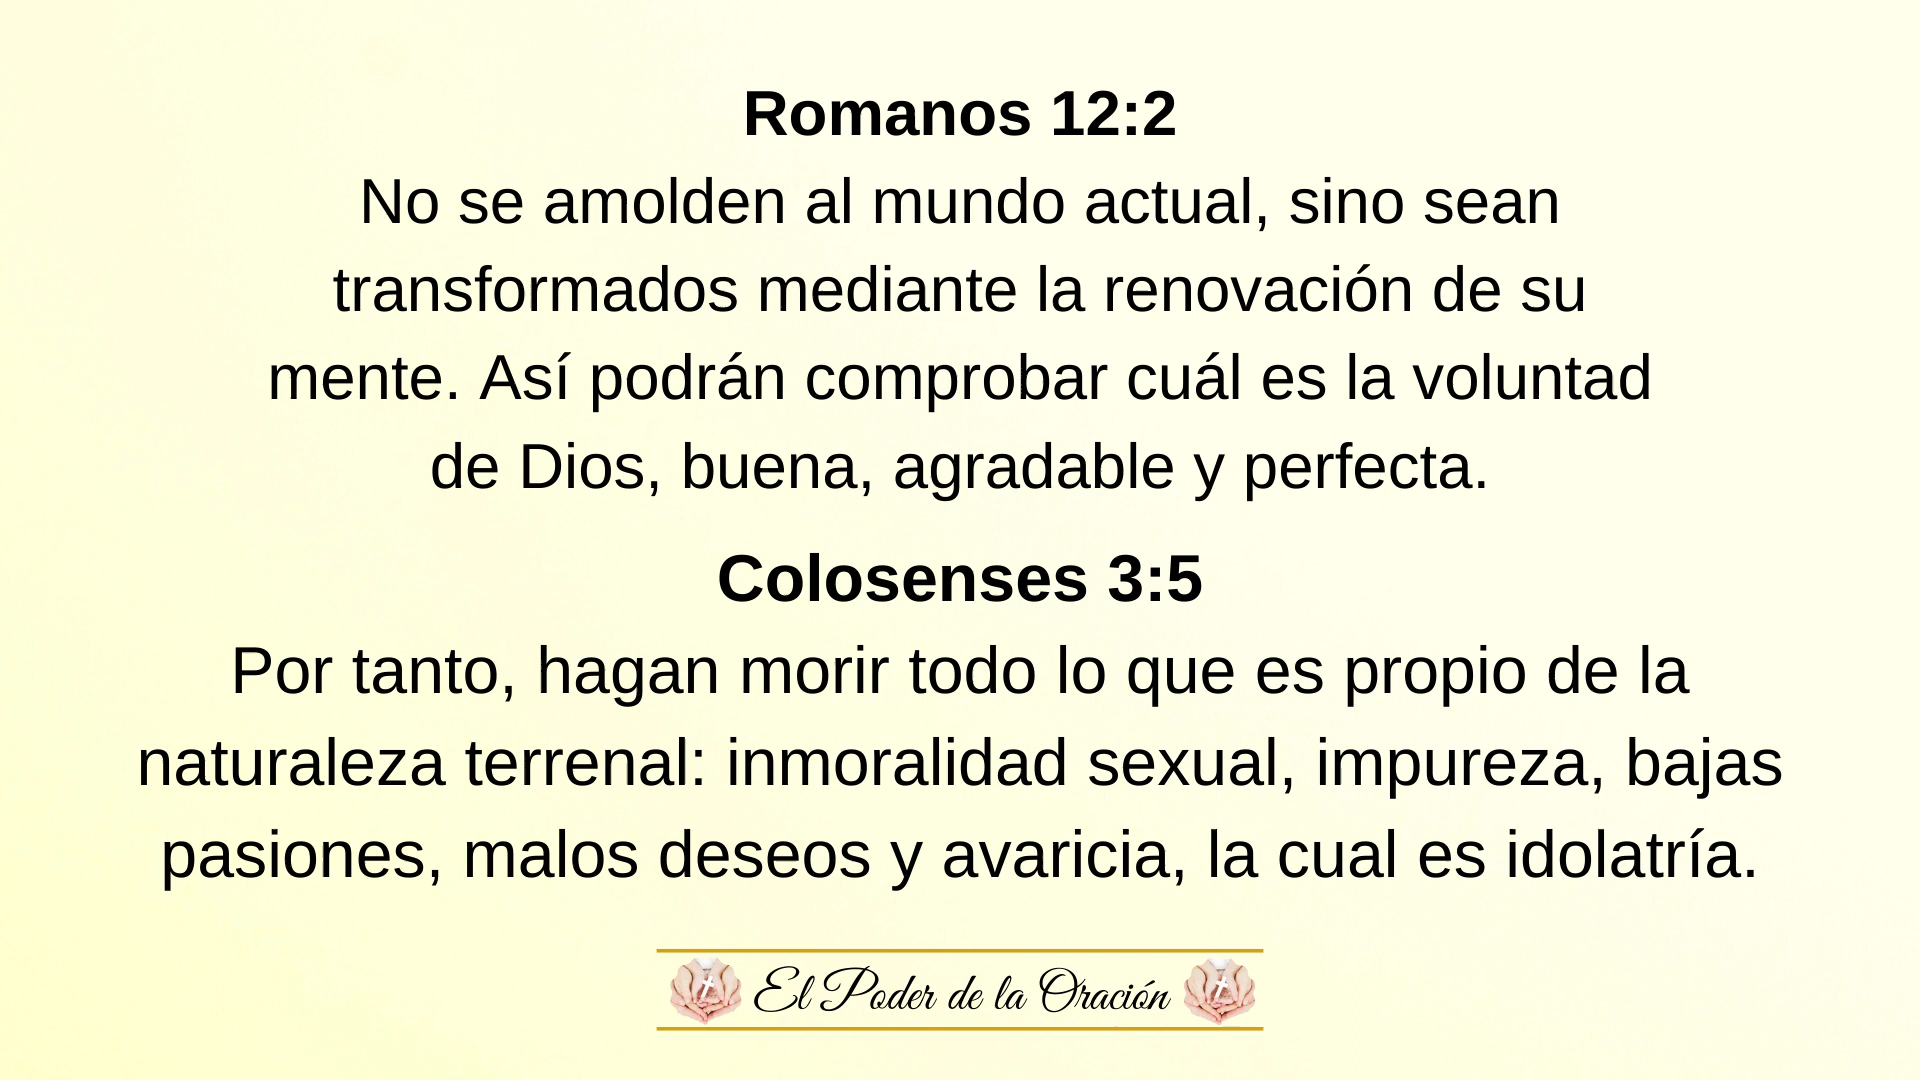 Romanos 12:2
No se amolden al mundo actual, sino sean
transformados mediante la renovación de su
mente. Así podrán comprobar cuál es la voluntad
de Dios, buena, agradable y perfecta.
Colosenses 3:5
Por tanto, hagan morir todo lo que es propio de la
naturaleza terrenal: inmoralidad sexual, impureza, bajas
pasiones, malos deseos y avaricia, la cual es idolatría.
El Poder de la Oración